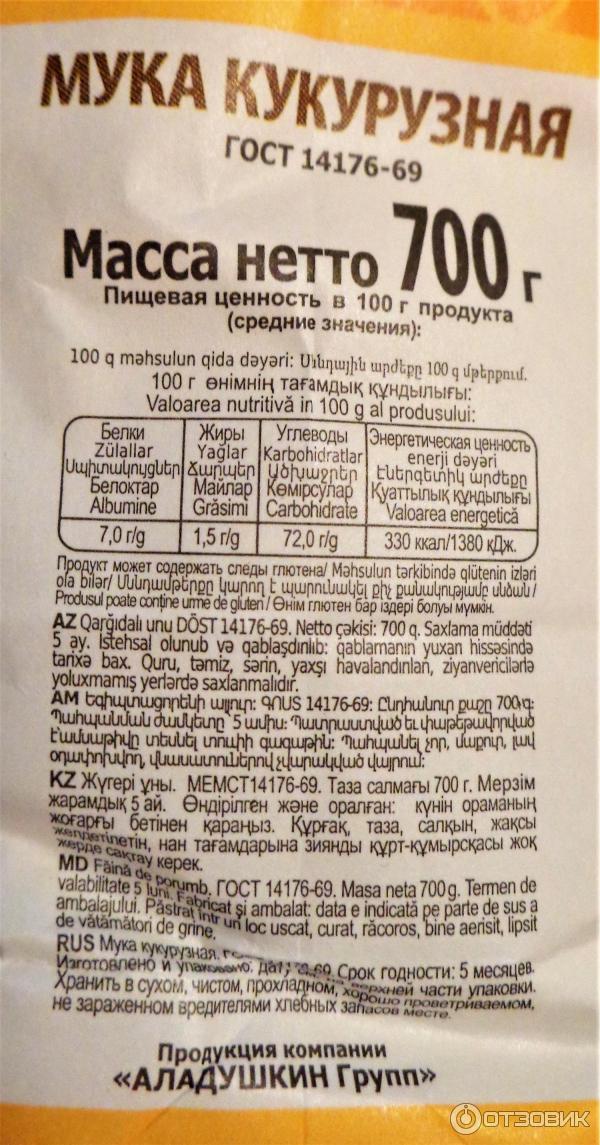 МУКА КУКУРУЗНАЯ
ГОСТ 14176-69
Масса нетто 700 г
Пищевая ценность в 100 г продукта
(средние значения):
100 q məhsulun qida dəyəri: Սննդային արժեքը 100 գ մթերքում.
100 г өнімнің тағамдық құндылығы:
Valoarea nutritivă in 100 g al produsului:
Белки Жиры Углеводы Энергетическая ценность
Zülallar Yağlar Karbohidratlar enerji dəyəri
Սպիտակուցներ Ճարպեր Ածխաջրեր Էներգետիկ արժեքը
Белоктар Майлар Көмірсулар Қуаттылық құндылығы
Albumine Grăsimi Carbohidrate Valoarea energetică
7,0 г/g 1,5 г/g 72,0 г/g 330 ккал/1380 қДж.
Продукт может содержать следы глютена/ Məhsulun tərkibində qlütenin izləri
ola bilər/ Սննդամթերքը կարող է պարունակել քիչ քանակությամբ սնձան/
Produsul poate conține urme de gluten/ Өнім глютен бар іздері болуы мүмкін.
AZ Qarğıdalı unu DÖST 14176-69. Netto çəkisi: 700 q. Saxlama müddəti
5 ay. İstehsal olunub və qablaşdırılıb: qablamanın yuxarı hissəsində
tarixə bax. Quru, təmiz, sərin, yaxşı havalandırılan, ziyanvericilərlə
yoluxmamış yerlərdə saxlanmalıdır.
AM Եգիպտացորենի ալյուր: ԳՈՍՏ 14176-69: Ընդհանուր քաշը 700գ:
Պահպանման ժամկետը 5 ամիս: Պատրաստված եւ փաթեթավորված
է՝ամսաթիվը տեսնել տուփի գագաթին: Պահպանել չոր, մաքուր, լավ
օդափոխվող, վնասատուներով չվարակված վայրում:
KZ Жүгері ұны. МЕМСТ14176-69. Таза салмағы 700 г. Мерзім
жарамдық 5 ай. Өндірілген және оралған: күнін ораманың
жоғарғы бетінен қараңыз. Құрғақ, таза, салқын, жақсы
желдетілетін, нан тағамдарына зиянды құрт-құмырсқасы жоқ
жерде сақтау керек.
MD Făină de porumb. ГОСТ 14176-69. Masa neta 700g. Termen de
valabilitate 5 luni. Fabricat și ambalat: data e indicată pe parte de sus a
ambalajului. Păstrat într un loc uscat, curat, răcoros, bine aerisit, lipsit
de vătămători de grîne.
RUS Мука кукурузная. 69. Срок годности: 5 месяцев.
Изготовлено и упаковано: верхней части упаковки.
Хранить в сухом, чистом, прохладном, хорошо проветриваемом,
не зараженном вредителями хлебных запасов месте.
Продукция компании
«АЛАДУШКИН Групп»
ОТЗОВИК